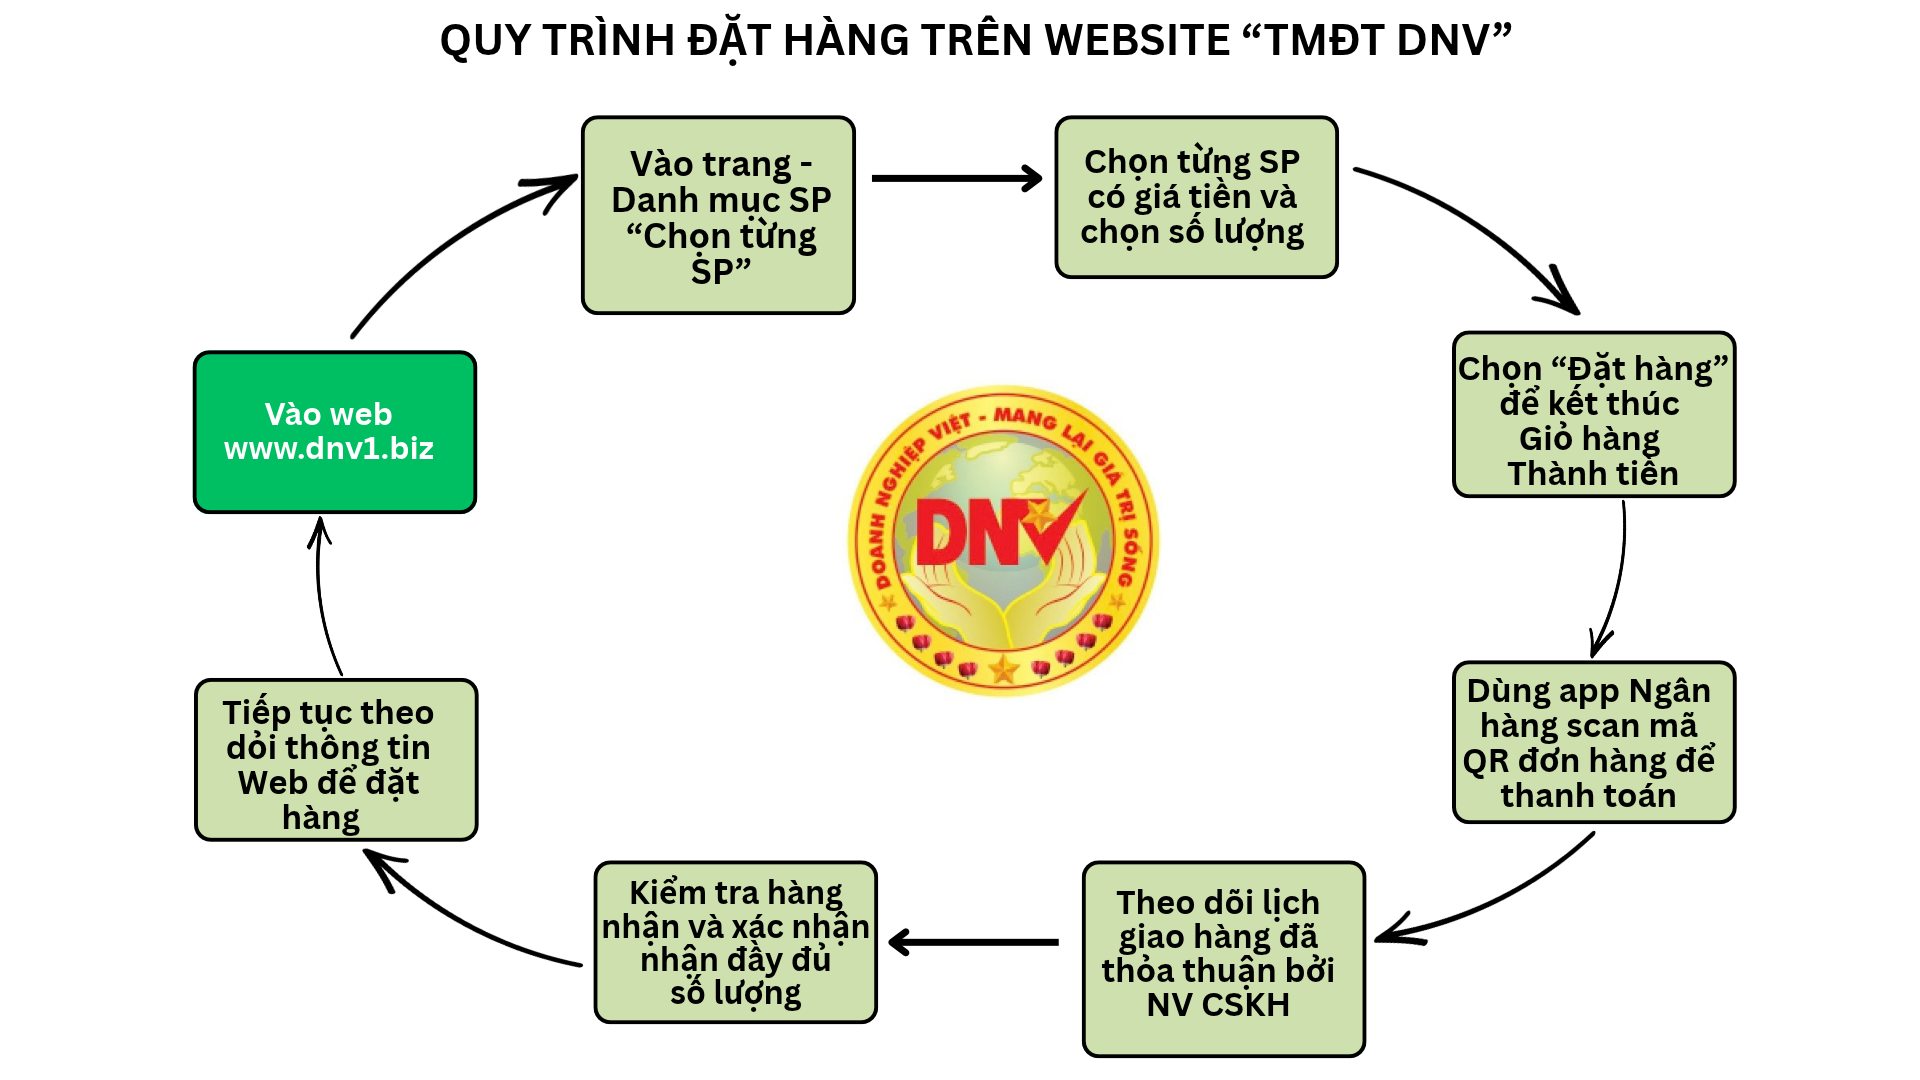 QUY TRÌNH ĐẶT HÀNG TRÊN WEBSITE “TMĐT DNV”
Vào web
www.dnv1.biz
Vào trang -
Danh mục SP
“Chọn từng
SP”
Chọn từng SP
có giá tiền và
chọn số lượng
Chọn “Đặt hàng”
để kết thúc
Giỏ hàng
Thành tiền
Dùng app Ngân
hàng scan mã
QR đơn hàng để
thanh toán
Theo dõi lịch
giao hàng đã
thỏa thuận bởi
NV CSKH
Kiểm tra hàng
nhận và xác nhận
nhận đầy đủ
số lượng
Tiếp tục theo
dỏi thông tin
Web để đặt
hàng
DOANH NGHIỆP VIỆT - MANG LẠI GIÁ TRỊ SỐNG
DNV